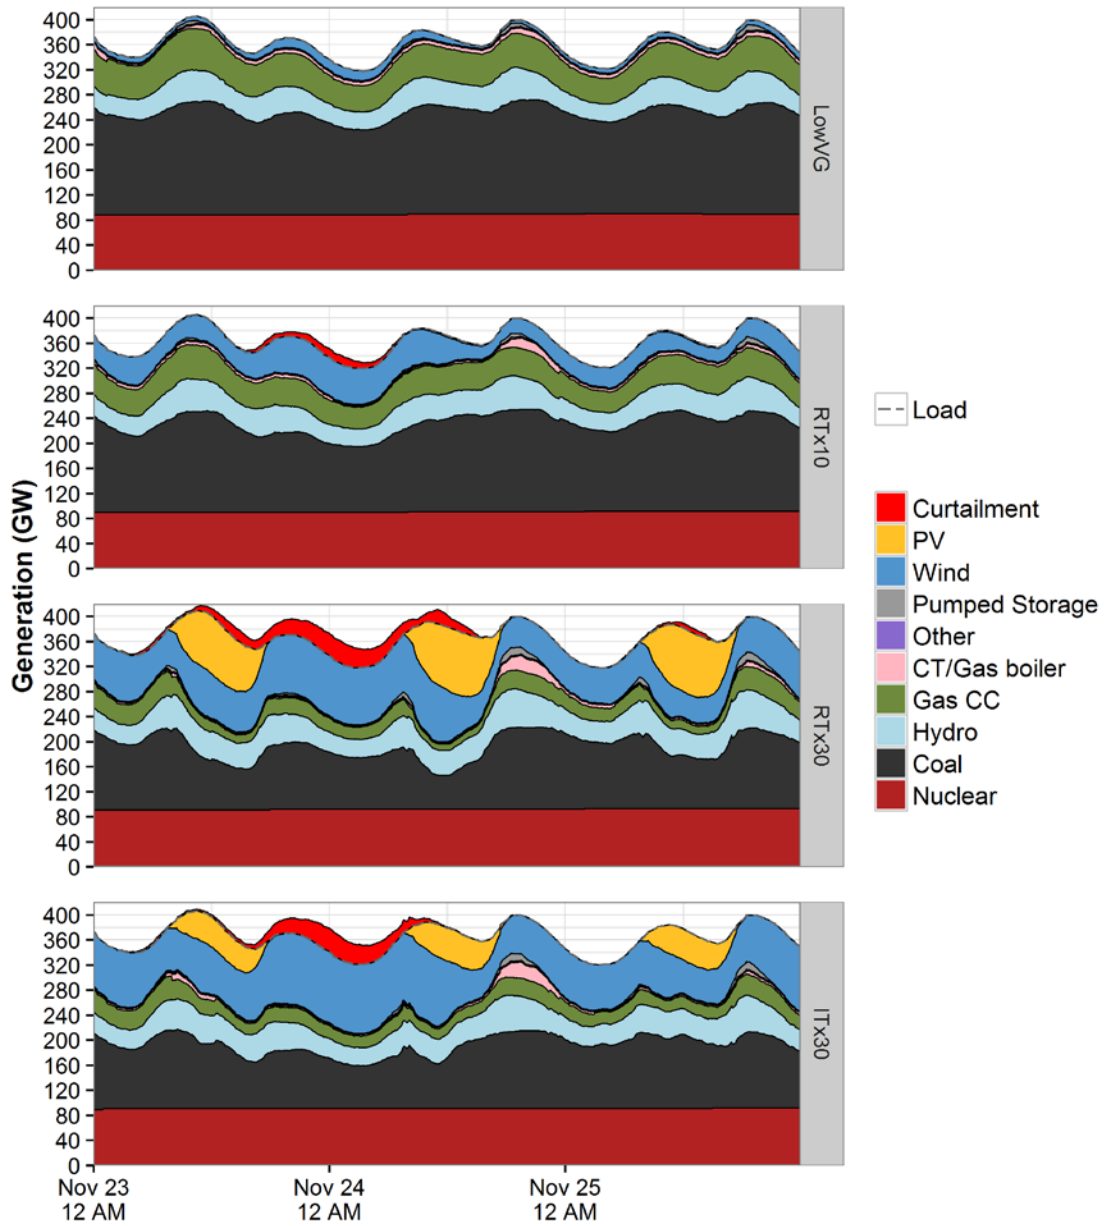 Generation (GW)
400
360
320
280
240
200
160
120
80
40
0
LowVG
400
360
320
280
240
200
160
120
80
40
0
RTx10
400
360
320
280
240
200
160
120
80
40
0
RTx30
400
360
320
280
240
200
160
120
80
40
0
ITx30
Nov 23
12 AM
Nov 24
12 AM
Nov 25
12 AM
Load
Curtailment
PV
Wind
Pumped Storage
Other
CT/Gas boiler
Gas CC
Hydro
Coal
Nuclear